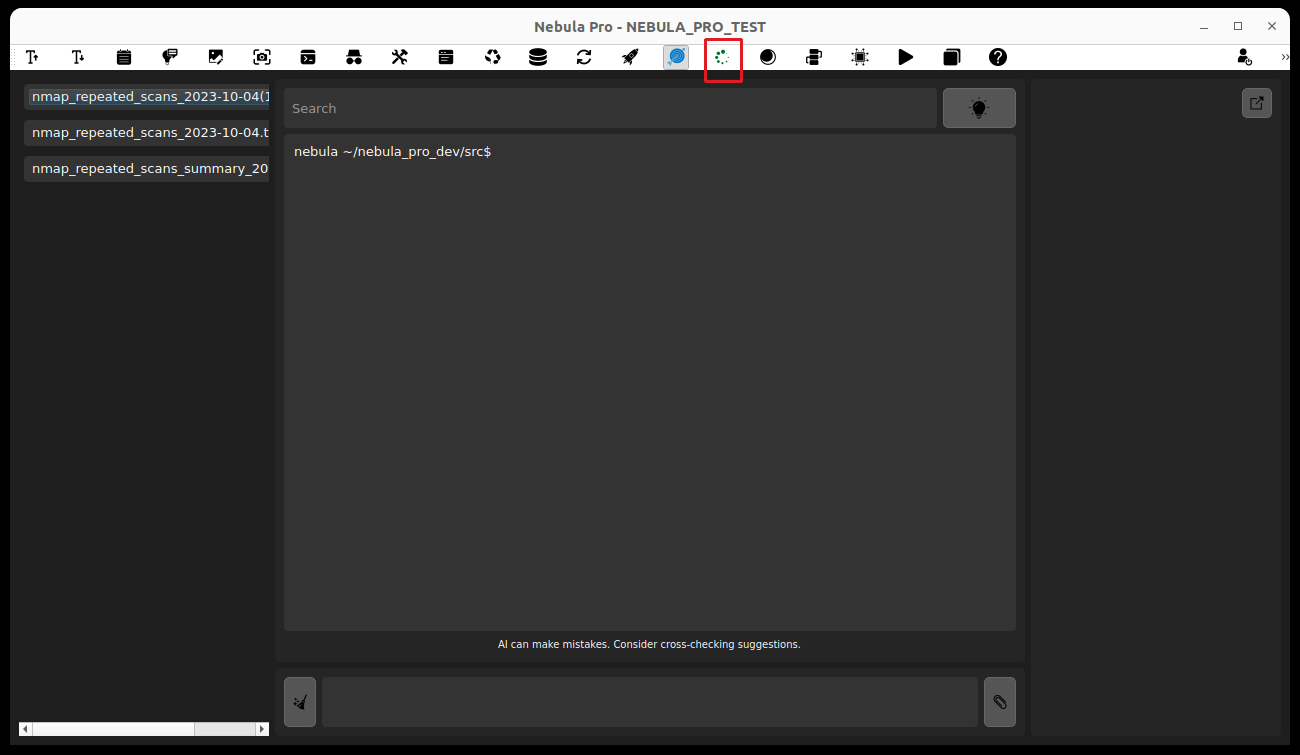 Nebula Pro - NEBULA_PRO_TEST
nmap_repeated_scans_2023-10-04(1
nmap_repeated_scans_2023-10-04.t
nmap_repeated_scans_summary_20
Search
nebula ~/nebula_pro_dev/src$
AI can make mistakes. Consider cross-checking suggestions.